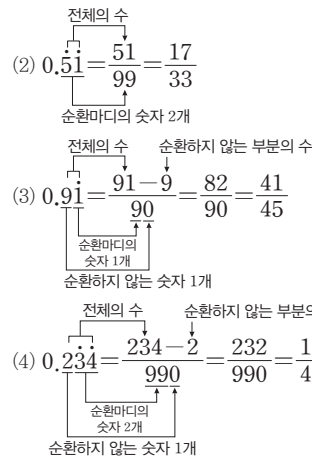 전체의 수
(2) 0.5̇1̇=51/99=17/33
순환마디의 숫자 2개
전체의 수 순환하지 않는 부분의 수
(3) 0.91̇=91-9/90=82/90=41/45
순환마디의
숫자 1개
순환하지 않는 숫자 1개
전체의 수 순환하지 않는 부분의
(4) 0.23̇4̇=234-2/990=232/990=
순환마디의
숫자 2개
순환하지 않는 숫자 1개